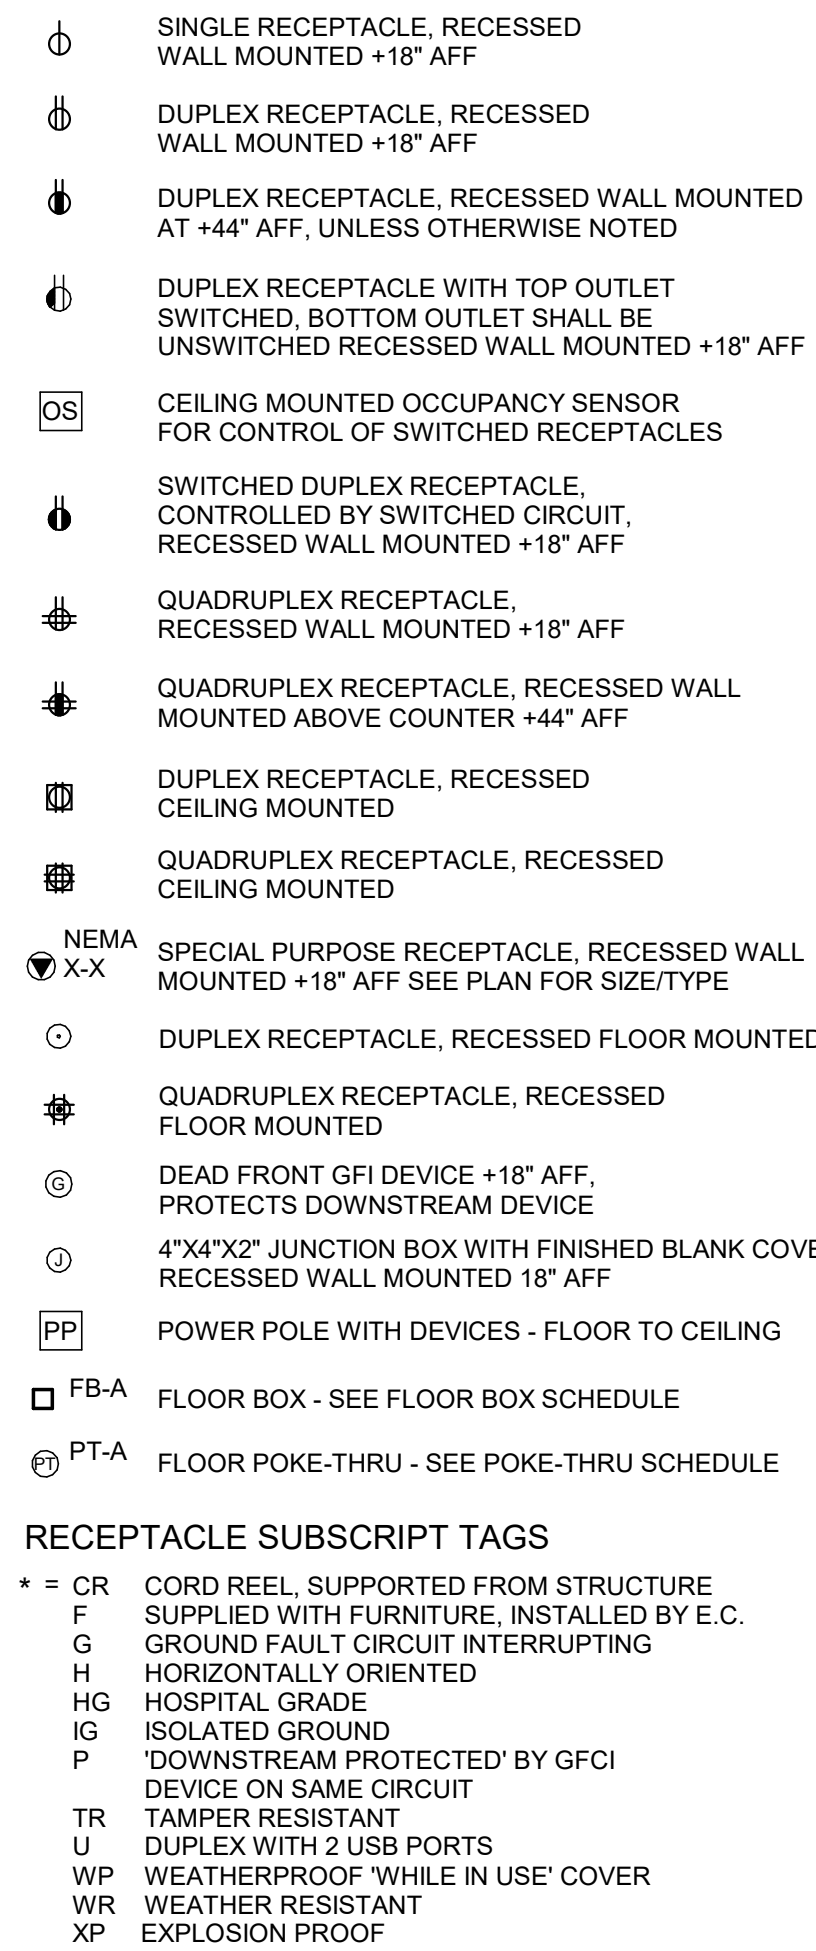 SINGLE RECEPTACLE, RECESSED
WALL MOUNTED +18" AFF
DUPLEX RECEPTACLE, RECESSED
WALL MOUNTED +18" AFF
DUPLEX RECEPTACLE, RECESSED WALL MOUNTED
AT +44" AFF, UNLESS OTHERWISE NOTED
DUPLEX RECEPTACLE WITH TOP OUTLET
SWITCHED, BOTTOM OUTLET SHALL BE
UNSWITCHED RECESSED WALL MOUNTED +18" AFF
OS CEILING MOUNTED OCCUPANCY SENSOR
FOR CONTROL OF SWITCHED RECEPTACLES
SWITCHED DUPLEX RECEPTACLE,
CONTROLLED BY SWITCHED CIRCUIT,
RECESSED WALL MOUNTED +18" AFF
QUADRUPLEX RECEPTACLE,
RECESSED WALL MOUNTED +18" AFF
QUADRUPLEX RECEPTACLE, RECESSED WALL
MOUNTED ABOVE COUNTER +44" AFF
DUPLEX RECEPTACLE, RECESSED
CEILING MOUNTED
QUADRUPLEX RECEPTACLE, RECESSED
CEILING MOUNTED
NEMA
X-X
SPECIAL PURPOSE RECEPTACLE, RECESSED WALL
MOUNTED +18" AFF SEE PLAN FOR SIZE/TYPE
DUPLEX RECEPTACLE, RECESSED FLOOR MOUNTED
QUADRUPLEX RECEPTACLE, RECESSED
FLOOR MOUNTED
G DEAD FRONT GFI DEVICE +18" AFF,
PROTECTS DOWNSTREAM DEVICE
J 4"X4"X2" JUNCTION BOX WITH FINISHED BLANK COVE
RECESSED WALL MOUNTED 18" AFF
PP POWER POLE WITH DEVICES - FLOOR TO CEILING
FB-A FLOOR BOX - SEE FLOOR BOX SCHEDULE
PT PT-A FLOOR POKE-THRU - SEE POKE-THRU SCHEDULE
RECEPTACLE SUBSCRIPT TAGS
* = CR CORD REEL, SUPPORTED FROM STRUCTURE
F SUPPLIED WITH FURNITURE, INSTALLED BY E.C.
G GROUND FAULT CIRCUIT INTERRUPTING
H HORIZONTALLY ORIENTED
HG HOSPITAL GRADE
IG ISOLATED GROUND
P 'DOWNSTREAM PROTECTED' BY GFCI
DEVICE ON SAME CIRCUIT
TR TAMPER RESISTANT
U DUPLEX WITH 2 USB PORTS
WP WEATHERPROOF 'WHILE IN USE' COVER
WR WEATHER RESISTANT
XP EXPLOSION PROOF